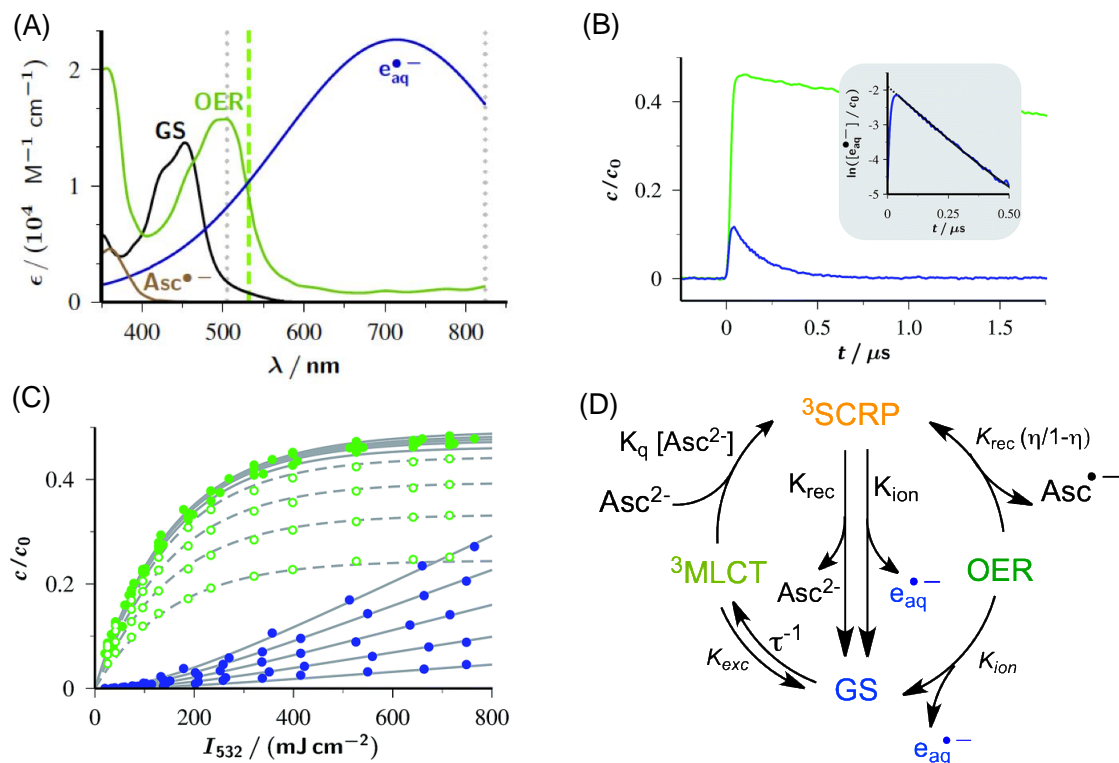 (A)
ϵ / (10⁴ M⁻¹ cm⁻¹)
2
1
0
400 500 600 700 800
λ / nm
OER
GS
Asc•−
e•−aq
(B)
c/c₀
0.4
0.2
0
0 0.5 1.0 1.5
t / μs
ln([e•−aq] / c₀)
-2
-3
-4
-5
0 0.25 0.50
t / μs
(C)
c/c₀
0.4
0.2
0
0 200 400 600 800
I₅₃₂ / (mJ cm⁻²)
(D)
³SCRP
Kq [Asc²⁻]
Krec (η/1-η)
Asc²⁻
Krec
Kion
Asc•−
³MLCT
Asc²⁻
e•−aq
OER
τ⁻¹
Kexc
GS
Kion
e•−aq